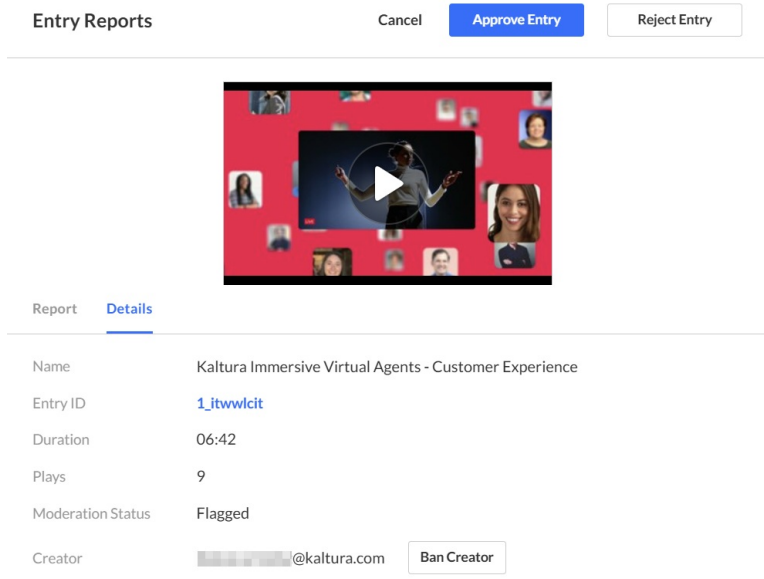 Entry Reports Cancel Approve Entry Reject Entry
LIVE
Report Details
Name Kaltura Immersive Virtual Agents - Customer Experience
Entry ID 1_itwwlcit
Duration 06:42
Plays 9
Moderation Status Flagged
Creator @kaltura.com Ban Creator